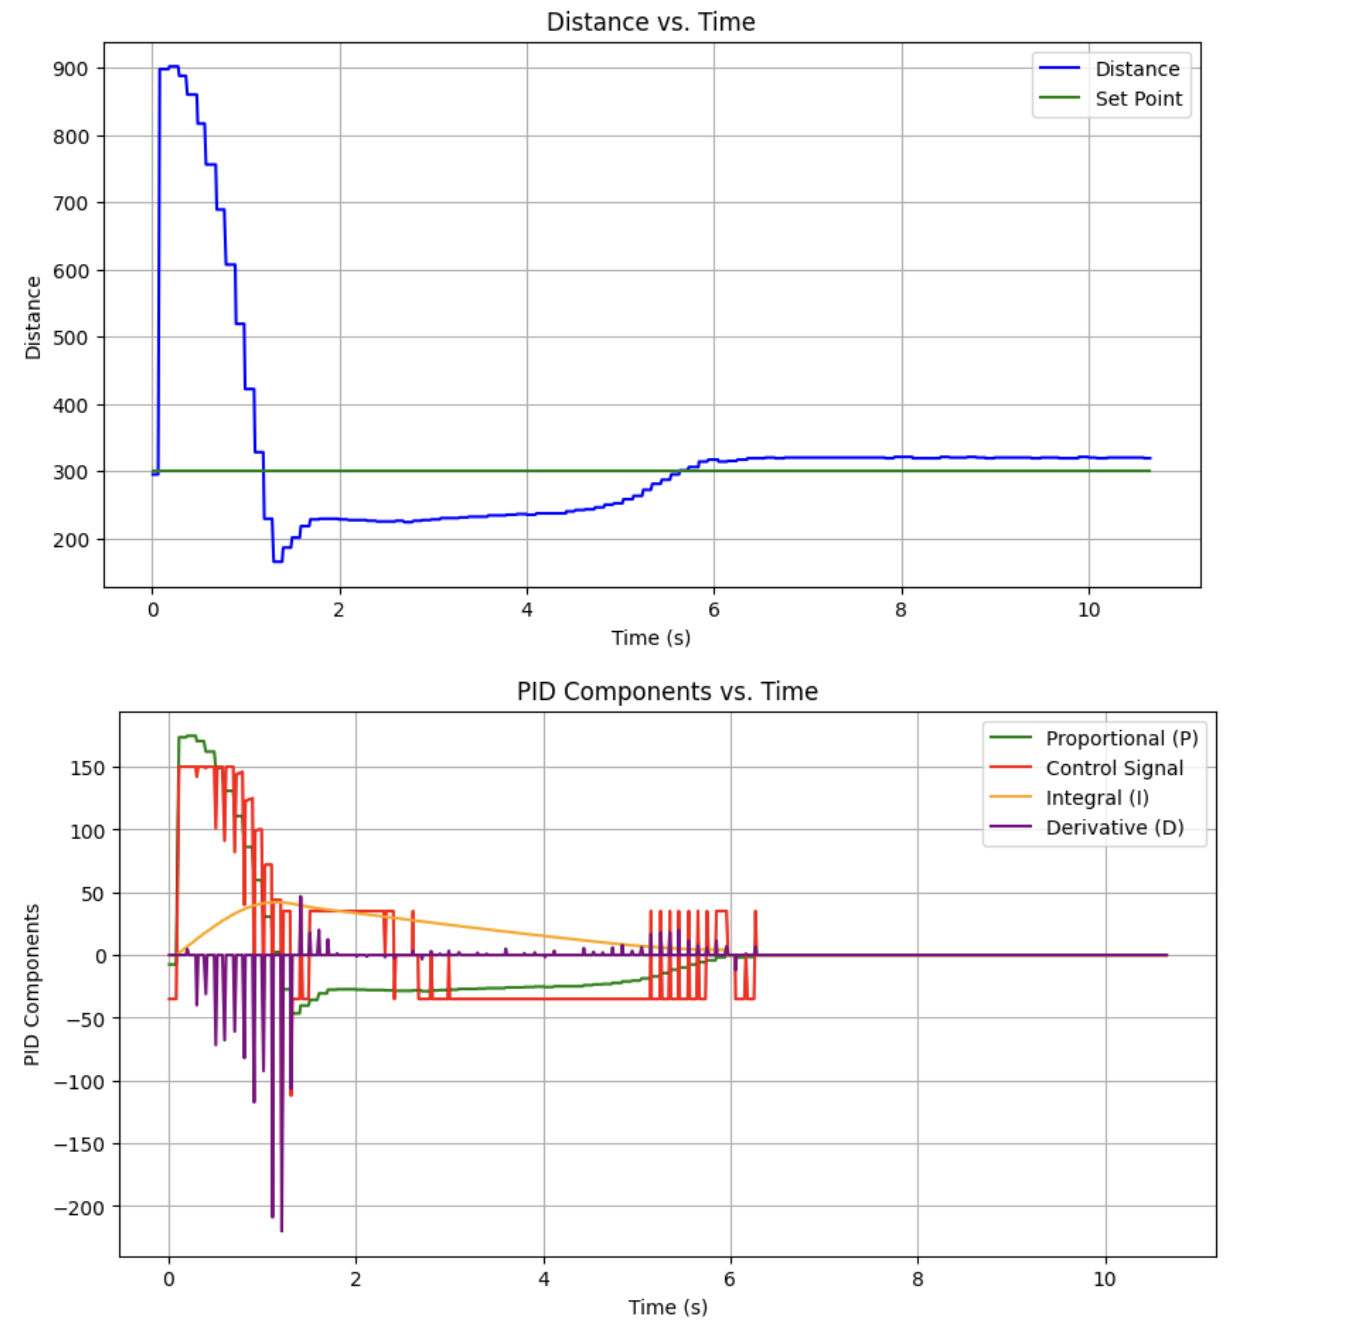 Distance vs. Time
900
800
700
600
500
400
300
200
Distance
Distance
Set Point
0 2 4 6 8 10
Time (s)
PID Components vs. Time
150
100
50
0
−50
−100
−150
−200
PID Components
Proportional (P)
Control Signal
Integral (I)
Derivative (D)
0 2 4 6 8 10
Time (s)